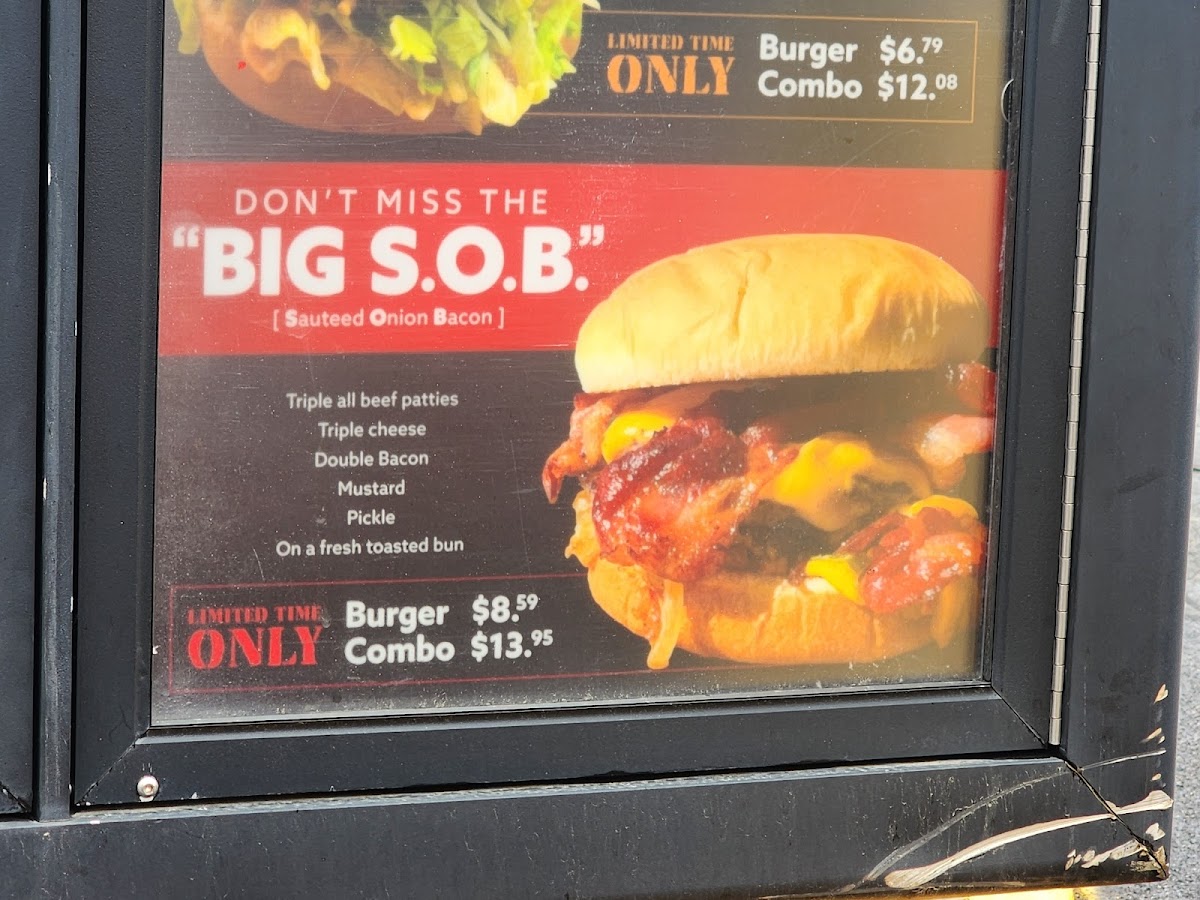 LIMITED TIME
ONLY
Burger $6.79
Combo $12.08
DON'T MISS THE
"BIG S.O.B."
[ Sauteed Onion Bacon ]
Triple all beef patties
Triple cheese
Double Bacon
Mustard
Pickle
On a fresh toasted bun
LIMITED TIME
ONLY
Burger $8.59
Combo $13.95